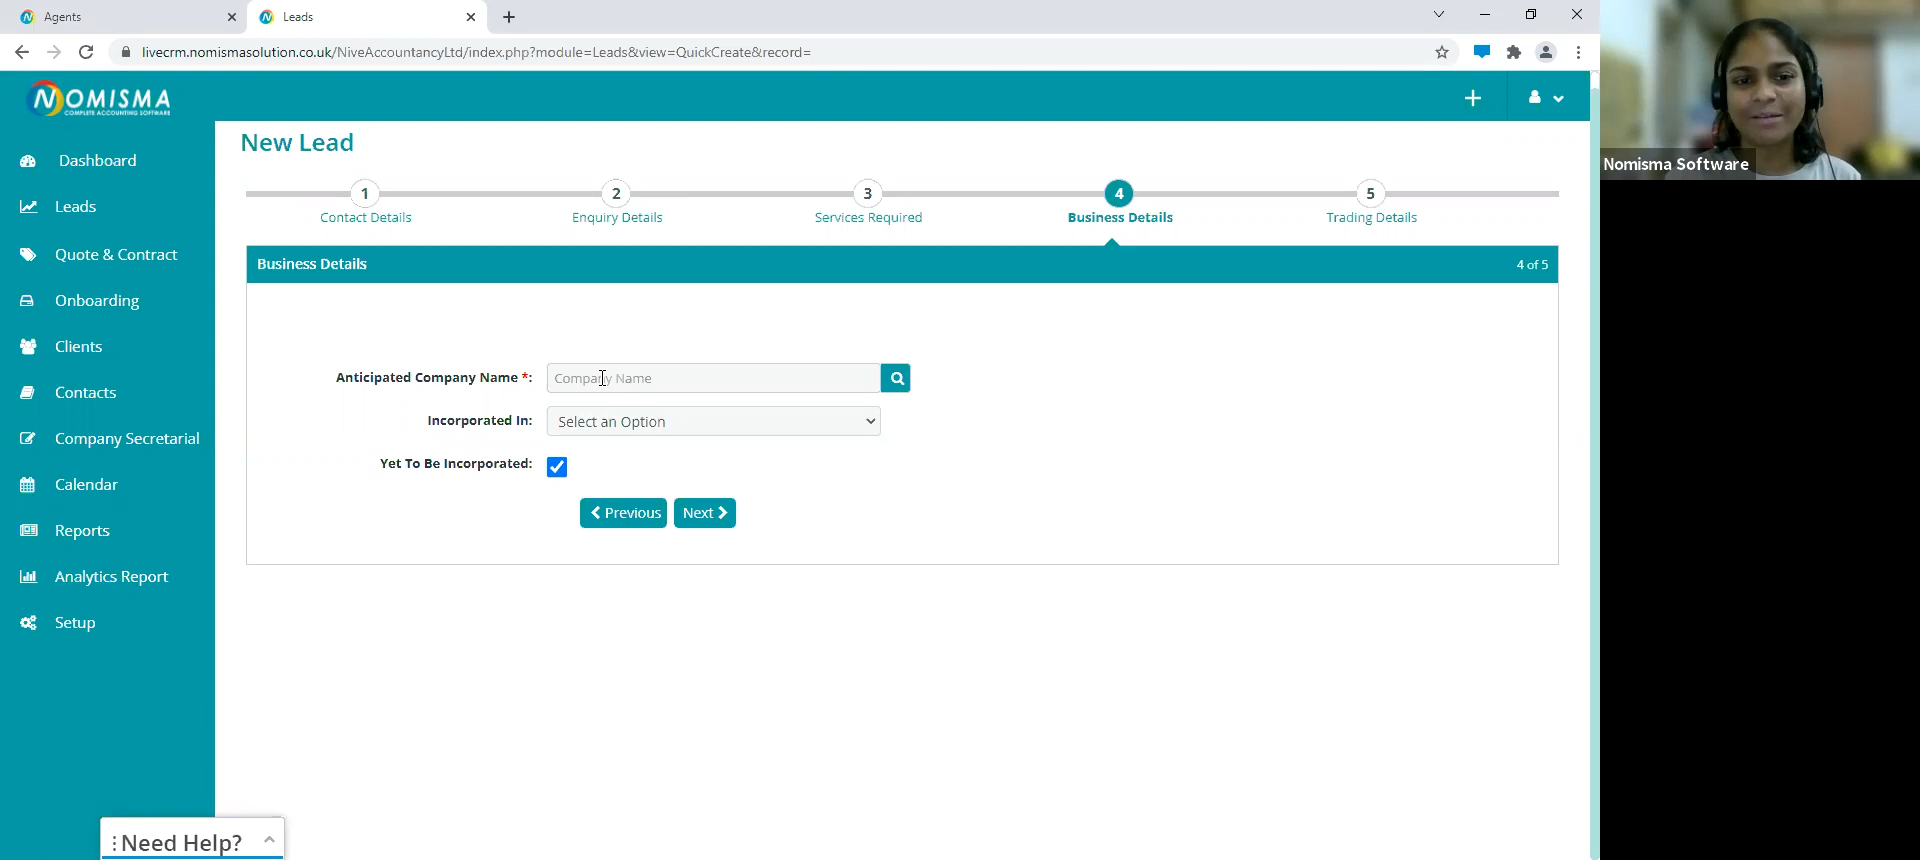 Agents
Leads
livecrm.nomismasolution.co.uk/NiveAccountancyLtd/index.php?module=Leads&view=QuickCreate&record=
NOMISMA
COMPLETE ACCOUNTING SOFTWARE
Nomisma Software
Dashboard
Leads
Quote & Contract
Onboarding
Clients
Contacts
Company Secretarial
Calendar
Reports
Analytics Report
Setup
New Lead
1
2
3
4
5
Contact Details
Enquiry Details
Services Required
Business Details
Trading Details
Business Details
4 of 5
Anticipated Company Name *:
Company Name
Incorporated In:
Select an Option
Yet To Be Incorporated:
Previous
Next
Need Help?